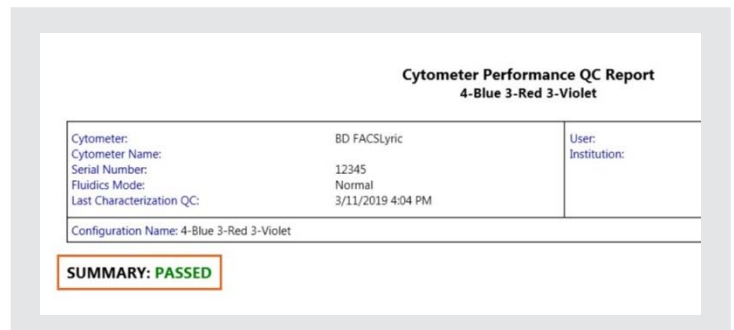 Cytometer Performance QC Report
4-Blue 3-Red 3-Violet
Cytometer: BD FACSLyric User:
Cytometer Name: Institution:
Serial Number: 12345
Fluidics Mode: Normal
Last Characterization QC: 3/11/2019 4:04 PM
Configuration Name: 4-Blue 3-Red 3-Violet
SUMMARY: PASSED